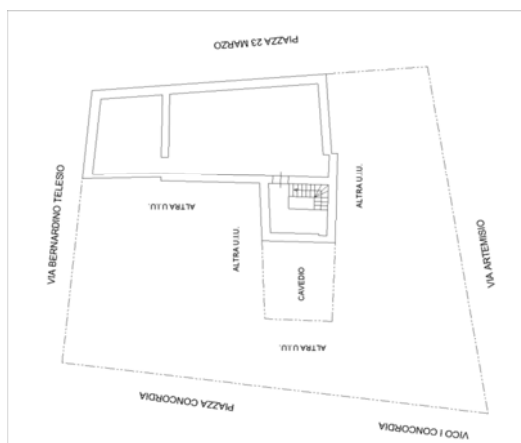 PIAZZA 23 MARZO
VIA BERNARDINO TELESIO
ALTRA U.I.U.
ALTRA U.I.U.
ALTRA U.I.U.
CAVEDIO
VIA ARTEMISIO
ALTRA U.I.U.
PIAZZA CONCORDIA
VICO I CONCORDIA